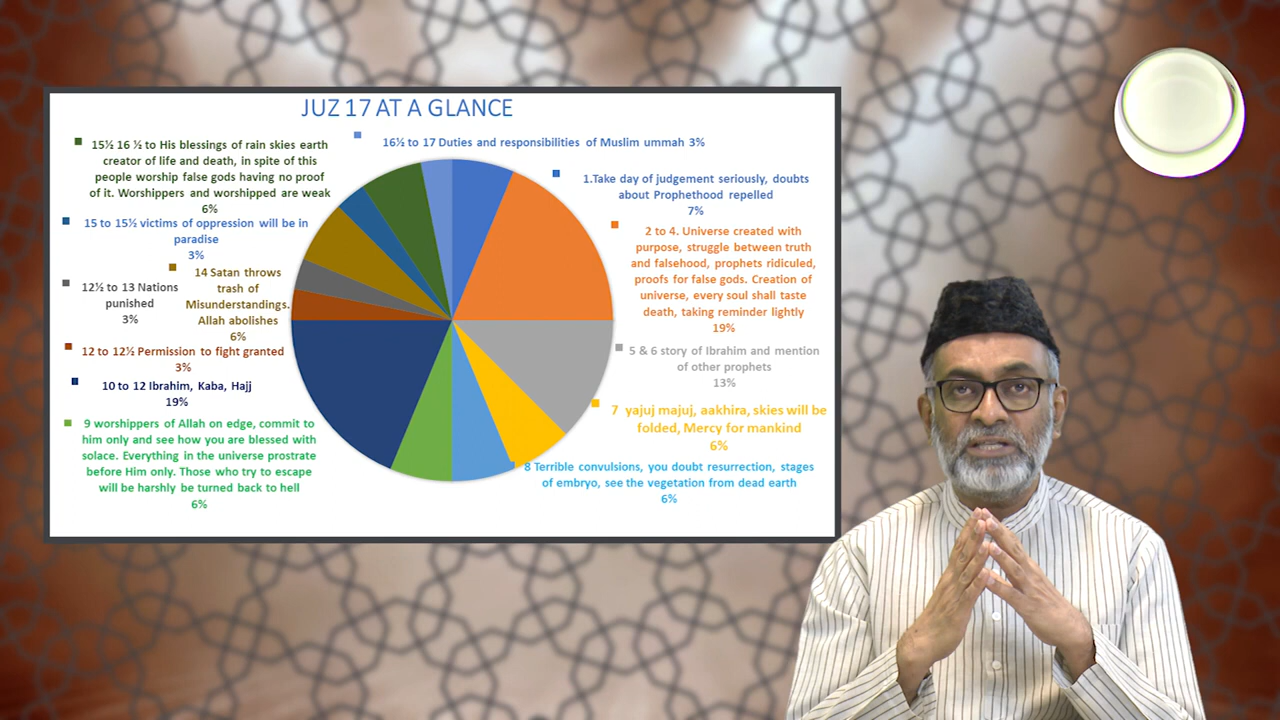 JUZ 17 AT A GLANCE
16½ to 17 Duties and responsibilities of Muslim ummah 3%
1.Take day of judgement seriously, doubts
about Prophethood repelled
7%
2 to 4. Universe created with
purpose, struggle between truth
and falsehood, prophets ridiculed,
proofs for false gods. Creation of
universe, every soul shall taste
death, taking reminder lightly
19%
5 & 6 story of Ibrahim and mention
of other prophets
13%
7 yajuj majuj, aakhira, skies will be
folded, Mercy for mankind
6%
8 Terrible convulsions, you doubt resurrection, stages
of embryo, see the vegetation from dead earth
6%
9 worshippers of Allah on edge, commit to
him only and see how you are blessed with
solace. Everything in the universe prostrate
before Him only. Those who try to escape
will be harshly be turned back to hell
6%
10 to 12 Ibrahim, Kaba, Hajj
19%
12 to 12½ Permission to fight granted
3%
12½ to 13 Nations
punished
3%
14 Satan throws
trash of
Misunderstandings.
Allah abolishes
6%
15 to 15½ victims of oppression will be in
paradise
3%
15½ 16 ½ to His blessings of rain skies earth
creator of life and death, in spite of this
people worship false gods having no proof
of it. Worshippers and worshipped are weak
6%